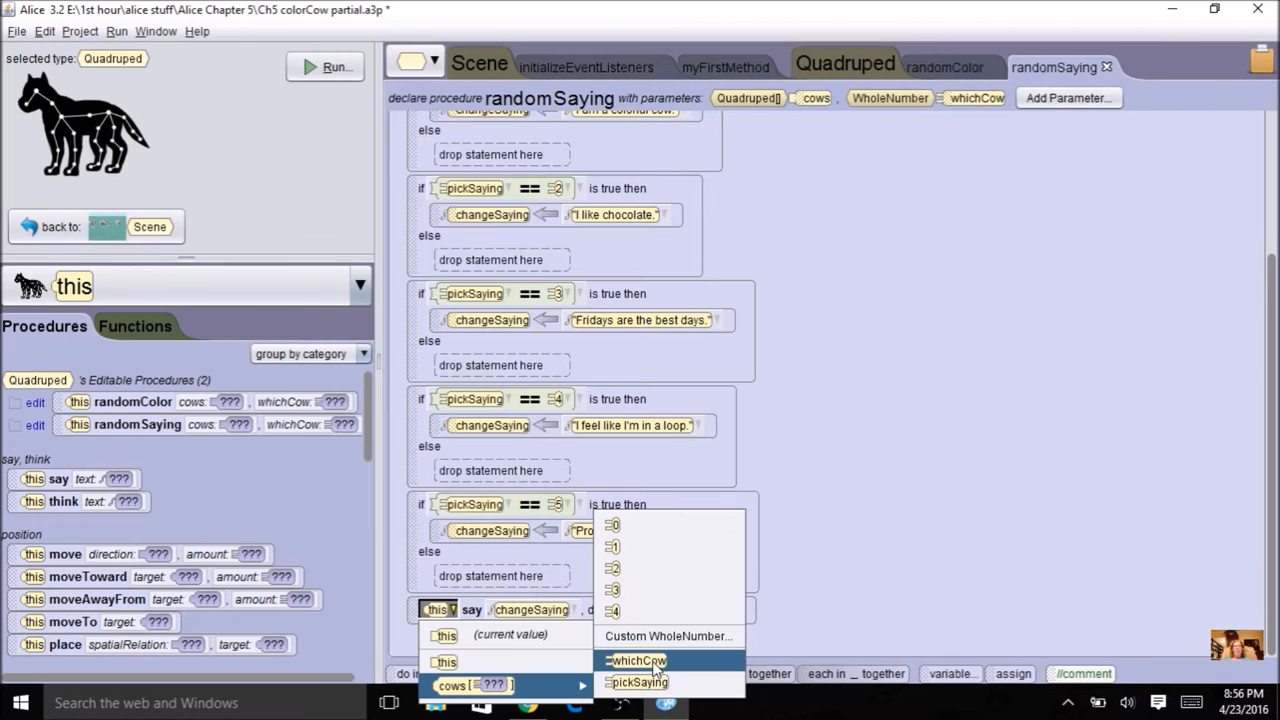 Alice 3.2 E:\1st hour\alice stuff\Alice Chapter 5\Ch5 colorCow partial.a3p *
File Edit Project Run Window Help
selected type: Quadruped
Run...
back to: Scene
this
Procedures Functions
group by category
Quadruped 's Editable Procedures (2)
edit this randomColor cows: ??? , whichCow: ???
edit this randomSaying cows: ??? , whichCow: ???
say, think
this say text: ???
this think text: ???
position
this move direction: ??? , amount: ???
this moveToward target: ??? , amount: ???
this moveAwayFrom target: ??? , amount: ???
this moveTo target: ???
this place spatialRelation: ??? , target: ???
Scene initializeEventListeners myFirstMethod Quadruped randomColor randomSaying
declare procedure randomSaying with parameters: Quadruped[] cows , WholeNumber whichCow Add Parameter...
changeSaying "I am a colorful cow."
else
drop statement here
if pickSaying == 2 is true then
changeSaying "I like chocolate."
else
drop statement here
if pickSaying == 3 is true then
changeSaying "Fridays are the best days."
else
drop statement here
if pickSaying == 4 is true then
changeSaying "I feel like I'm in a loop."
else
drop statement here
if pickSaying == 5 is true then
changeSaying "Pro
else
drop statement here
this say changeSaying , d
this (current value)
this
cows [ ??? ]
0
1
2
3
4
Custom WholeNumber...
whichCow
pickSaying
do in together each in _ together variable... assign //comment
Search the web and Windows
8:56 PM
4/23/2016